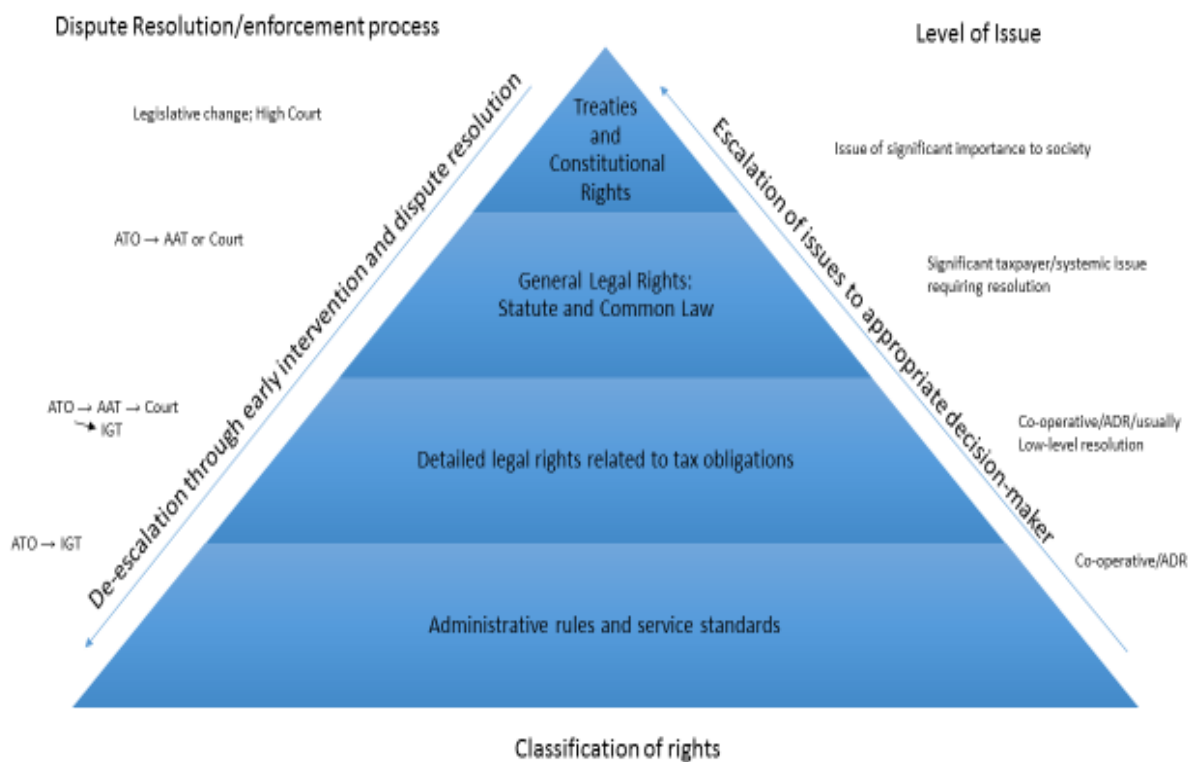 Dispute Resolution/enforcement process
Level of Issue
Legislative change; High Court
ATO → AAT or Court
ATO → AAT → Court
IGT
ATO → IGT
De-escalation through early intervention and dispute resolution
Treaties
and
Constitutional
Rights
General Legal Rights:
Statute and Common Law
Detailed legal rights related to tax obligations
Administrative rules and service standards
Escalation of issues to appropriate decision-maker
Issue of significant importance to society
Significant taxpayer/systemic issue
requiring resolution
Co-operative/ADR/usually
Low-level resolution
Co-operative/ADR
Classification of rights